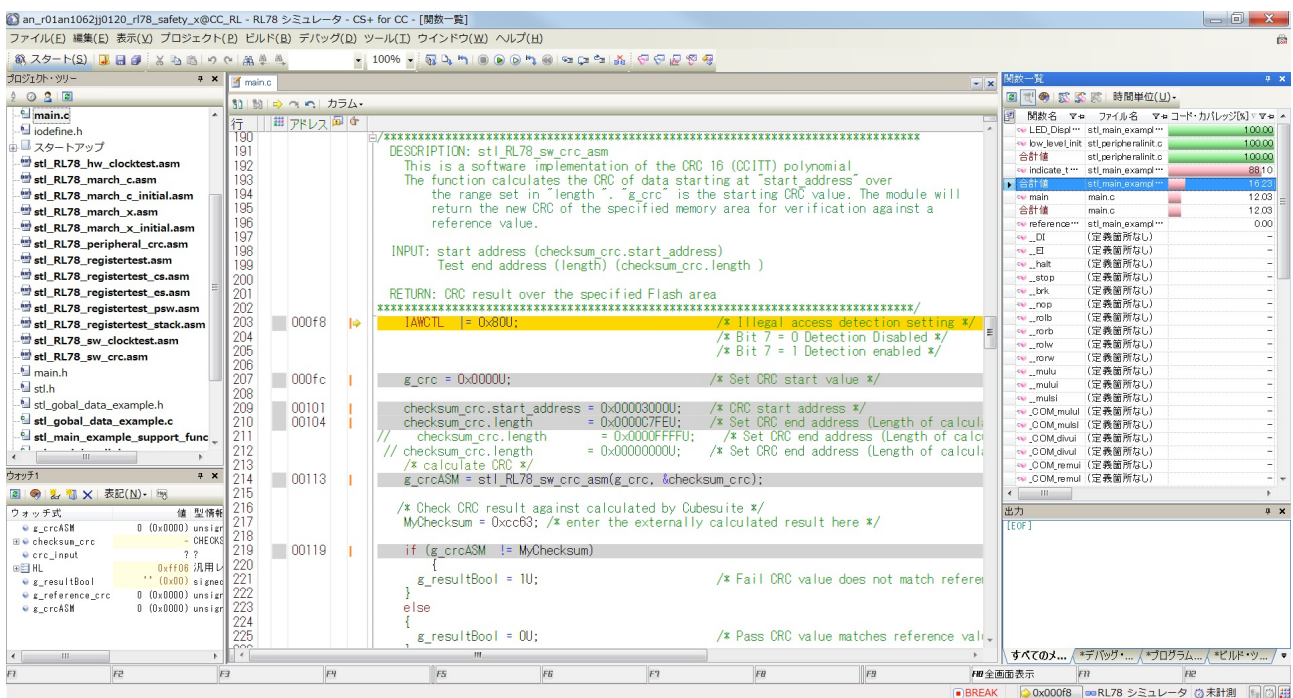 an_r01an1062jj0120_rl78_safety_x@CC_RL - RL78 シミュレータ - CS+ for CC - [関数一覧]
ファイル(F) 編集(E) 表示(V) プロジェクト(P) ビルド(B) デバッグ(D) ツール(T) ウインドウ(W) ヘルプ(H)
スタート(S)
100%
プロジェクト・ツリー
main.c
iodefine.h
スタートアップ
stl_RL78_hw_clocktest.asm
stl_RL78_march_c.asm
stl_RL78_march_c_initial.asm
stl_RL78_march_x.asm
stl_RL78_march_x_initial.asm
stl_RL78_peripheral_crc.asm
stl_RL78_registertest.asm
stl_RL78_registertest_cs.asm
stl_RL78_registertest_es.asm
stl_RL78_registertest_psw.asm
stl_RL78_registertest_stack.asm
stl_RL78_sw_clocktest.asm
stl_RL78_sw_crc.asm
main.h
stl.h
stl_gobal_data_example.h
stl_gobal_data_example.c
stl_main_example_support_func
ウォッチ1
表記(N)
ウォッチ式 値 型情報
g_crcASM 0 (0x0000) unsigr
checksum_crc - CHECKS
crc_input ? ?
HL 0xff06 汎用レ
g_resultBool '' (0x00) signed
g_reference_crc 0 (0x0000) unsigr
g_crcASM 0 (0x0000) unsigr
main.c
カラム
行 アドレス
190 /***************************************************************************
191 DESCRIPTION: stl_RL78_sw_crc_asm
192 This is a software implementation of the CRC 16 (CCITT) polynomial
193 The function calculates the CRC of data starting at "start_address" over
194 the range set in "length ". "g_crc" is the starting CRC value. The module will
195 return the new CRC of the specified memory area for verification against a
196 reference value.
197
198 INPUT: start address (checksum_crc.start_address)
199 Test end address (length) (checksum_crc.length )
200
201 RETURN: CRC result over the specified Flash area
202 ***************************************************************************/
203 000f8 IAWCTL |= 0x80U; /* Illegal access detection setting */
204 /* Bit 7 = 0 Detection Disabled */
205 /* Bit 7 = 1 Detection enabled */
206
207 000fc g_crc = 0x0000U; /* Set CRC start value */
208
209 00101 checksum_crc.start_address = 0x00003000U; /* CRC start address */
210 00104 checksum_crc.length = 0x0000C7FEU; /* Set CRC end address (Length of calcul
211 // checksum_crc.length = 0x0000FFFFU; /* Set CRC end address (Length of calc
212 // checksum_crc.length = 0x00000000U; /* Set CRC end address (Length of calcul
213 /* calculate CRC */
214 00113 g_crcASM = stl_RL78_sw_crc_asm(g_crc, &checksum_crc);
215
216 /* Check CRC result against calculated by Cubesuite */
217 MyChecksum = 0xcc63; /* enter the externally calculated result here */
218
219 00119 if (g_crcASM != MyChecksum)
220 {
221 g_resultBool = 1U; /* Fail CRC value does not match referen
222 }
223 else
224 {
225 g_resultBool = 0U; /* Pass CRC value matches reference valu
関数一覧
時間単位(U)
関数名 ファイル名 コード・カバレッジ[%]
LED_Displ… stl_main_exampl… 100.00
low_level_init stl_peripheralinit.c 100.00
合計値 stl_peripheralinit.c 100.00
indicate_t… stl_main_exampl… 88.10
合計値 stl_main_exampl… 16.23
main main.c 12.03
合計値 main.c 12.03
reference… stl_main_exampl… 0.00
__DI (定義箇所なし) -
__EI (定義箇所なし) -
__halt (定義箇所なし) -
__stop (定義箇所なし) -
__brk (定義箇所なし) -
__nop (定義箇所なし) -
__rolb (定義箇所なし) -
__rorb (定義箇所なし) -
__rolw (定義箇所なし) -
__rorw (定義箇所なし) -
__mulu (定義箇所なし) -
__mului (定義箇所なし) -
__mulsi (定義箇所なし) -
_COM_mulul (定義箇所なし) -
_COM_mulsl (定義箇所なし) -
_COM_divui (定義箇所なし) -
_COM_divul (定義箇所なし) -
_COM_remui (定義箇所なし) -
_COM_remul (定義箇所なし) -
出力
[EOF]
すべてのメ... *デバッグ・... *プログラム... *ビルド・ツ...
F1 F2 F3 F4 F5 F6 F7 F8 F9 F10 全画面表示 F11 F12
BREAK 0x000f8 RL78 シミュレータ 未計測